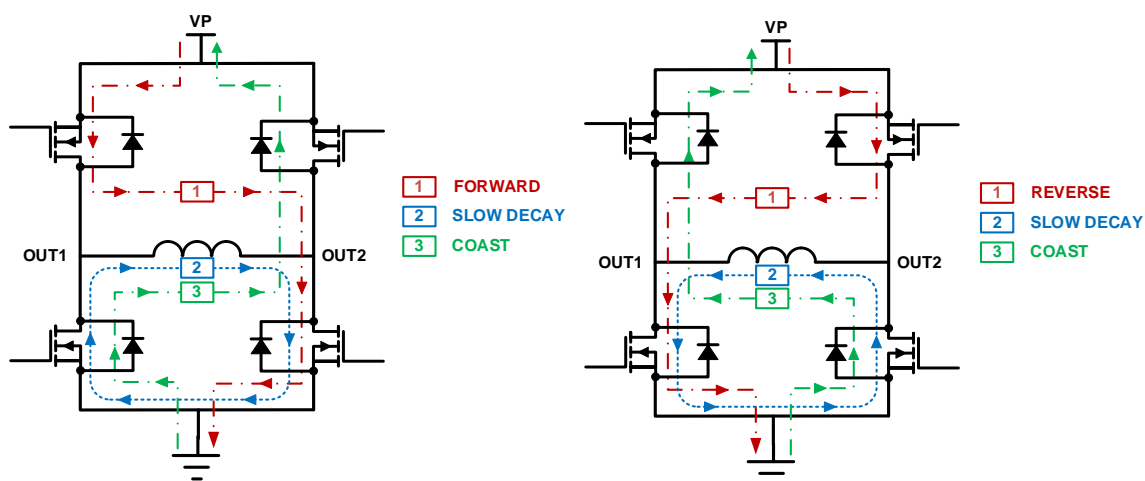 VP
1
1 FORWARD
2 SLOW DECAY
3 COAST
OUT1
OUT2
2
3
VP
1
1 REVERSE
2 SLOW DECAY
3 COAST
OUT1
OUT2
2
3